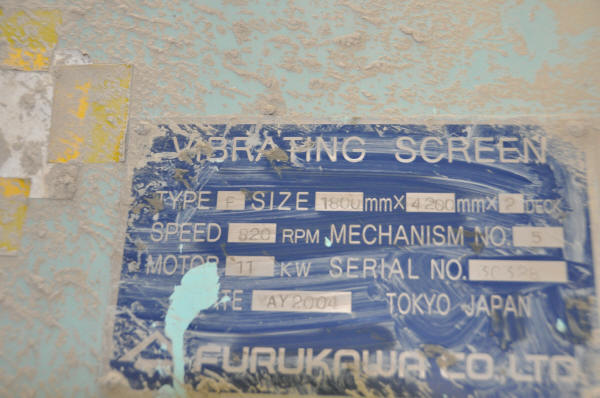 VIBRATING SCREEN
TYPE F SIZE 1800 mm× 4200 mm× 2 DECK
SPEED 820 RPM MECHANISM NO. 5
MOTOR 11 KW SERIAL NO.
AY2004 TOKYO JAPAN
FURUKAWA CO., LTD.